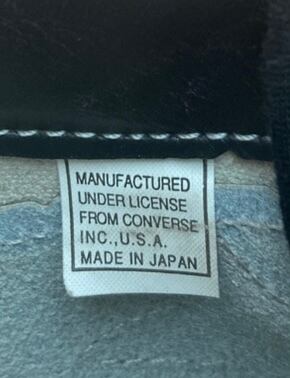 MANUFACTURED
UNDER LICENSE
FROM CONVERSE
INC.,U.S.A.
MADE IN JAPAN